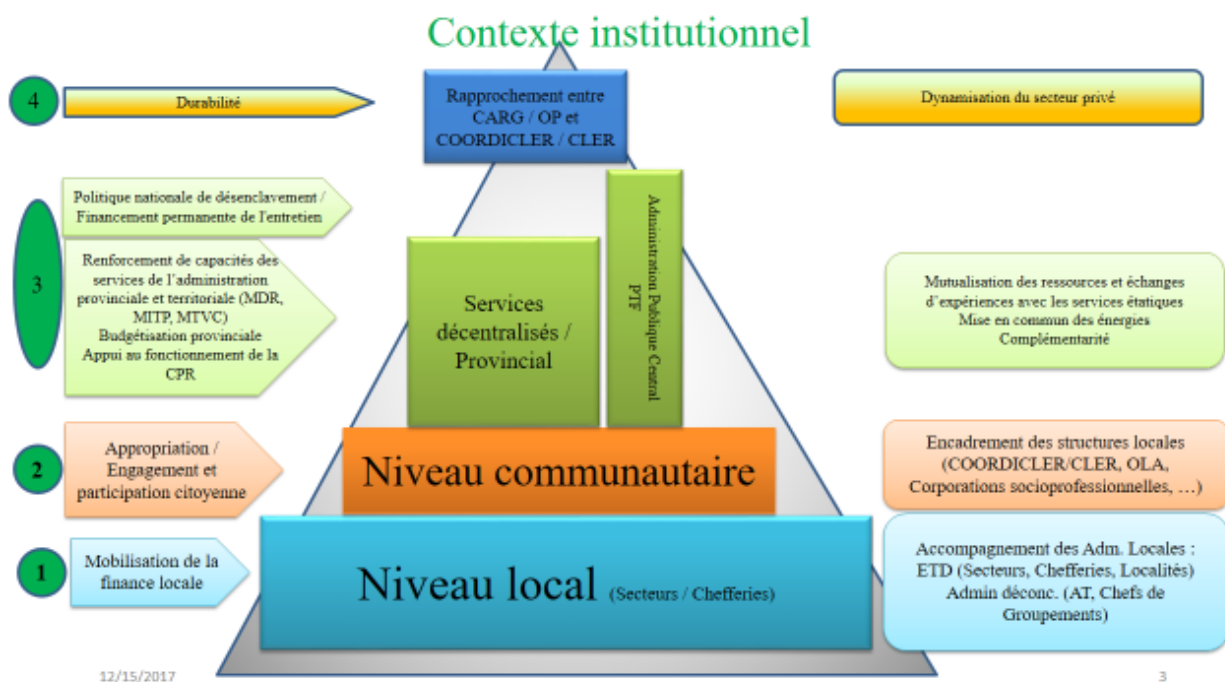 Contexte institutionnel
4
Durabilité
Rapprochement entre
CARG / OP et
COORDICLER / CLER
Dynamisation du secteur privé
3
Politique nationale de désenclavement /
Financement permanente de l'entretien
Renforcement de capacités des
services de l'administration
provinciale et territoriale (MDR,
MITP, MTVC)
Budgétisation provinciale
Appui au fonctionnement de la
CPR
Services
décentralisés /
Provincial
Administration Publique Central
PTF
Mutualisation des ressources et échanges
d'expériences avec les services étatiques
Mise en commun des énergies
Complémentarité
2
Appropriation /
Engagement et
participation citoyenne
Niveau communautaire
Encadrement des structures locales
(COORDICLER/CLER, OLA,
Corporations socioprofessionnelles, …)
1
Mobilisation de la
finance locale
Niveau local (Secteurs / Chefferies)
Accompagnement des Adm. Locales :
ETD (Secteurs, Chefferies, Localités)
Admin déconc. (AT, Chefs de
Groupements)
12/15/2017
3